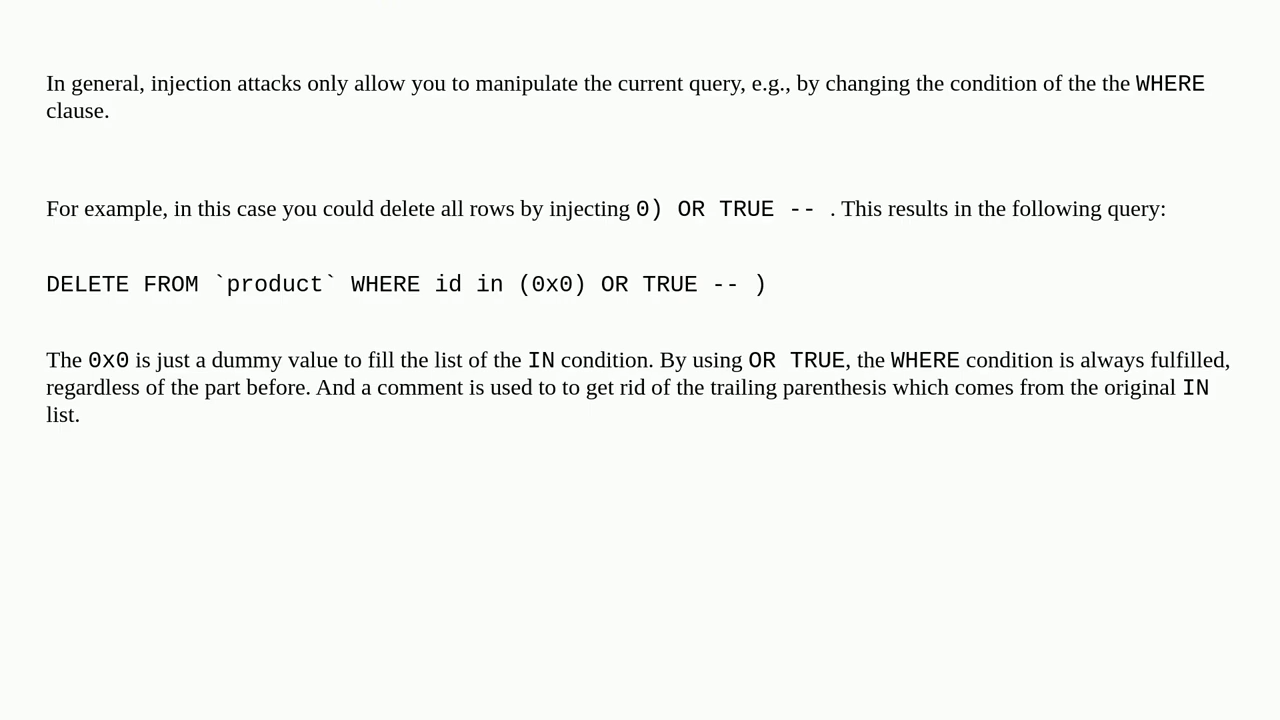 In general, injection attacks only allow you to manipulate the current query, e.g., by changing the condition of the the WHERE
clause.
For example, in this case you could delete all rows by injecting 0) OR TRUE -- . This results in the following query:
DELETE FROM `product` WHERE id in (0x0) OR TRUE -- )
The 0x0 is just a dummy value to fill the list of the IN condition. By using OR TRUE, the WHERE condition is always fulfilled,
regardless of the part before. And a comment is used to to get rid of the trailing parenthesis which comes from the original IN
list.